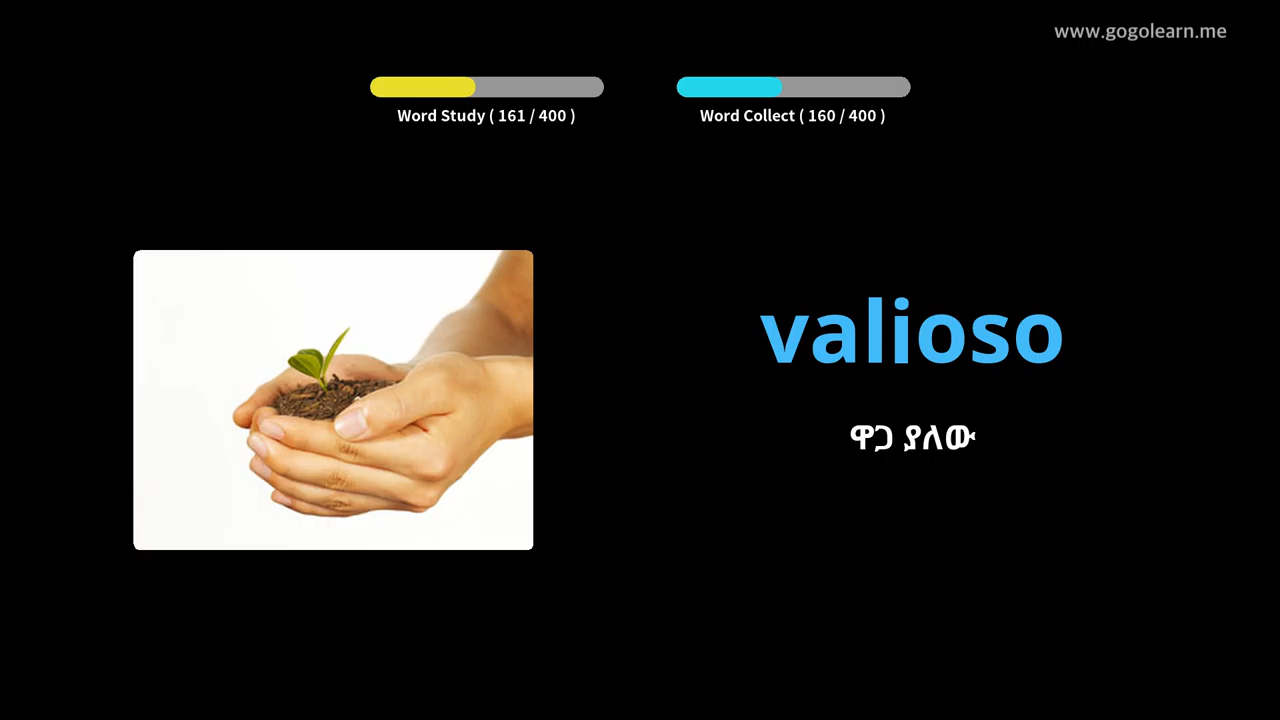 www.gogolearn.me
Word Study ( 161 / 400 )
Word Collect ( 160 / 400 )
valioso
ዋጋ ያለው